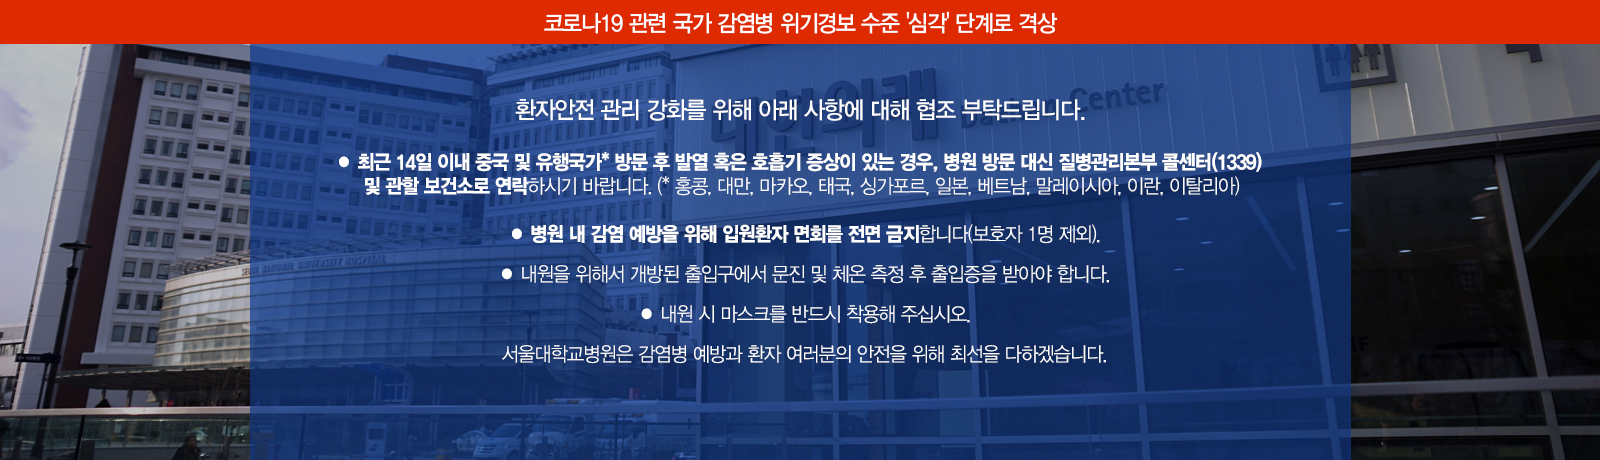 코로나19 관련 국가 감염병 위기경보 수준 '심각' 단계로 격상
환자안전 관리 강화를 위해 아래 사항에 대해 협조 부탁드립니다.
● 최근 14일 이내 중국 및 유행국가* 방문 후 발열 혹은 호흡기 증상이 있는 경우, 병원 방문 대신 질병관리본부 콜센터(1339)
및 관할 보건소로 연락하시기 바랍니다. (* 홍콩, 대만, 마카오, 태국, 싱가포르, 일본, 베트남, 말레이시아, 이란, 이탈리아)
● 병원 내 감염 예방을 위해 입원환자 면회를 전면 금지합니다(보호자 1명 제외).
● 내원을 위해서 개방된 출입구에서 문진 및 체온 측정 후 출입증을 받아야 합니다.
● 내원 시 마스크를 반드시 착용해 주십시오.
서울대학교병원은 감염병 예방과 환자 여러분의 안전을 위해 최선을 다하겠습니다.
대한외래
Center
SEOUL NATIONAL UNIVERSITY HOSPITAL